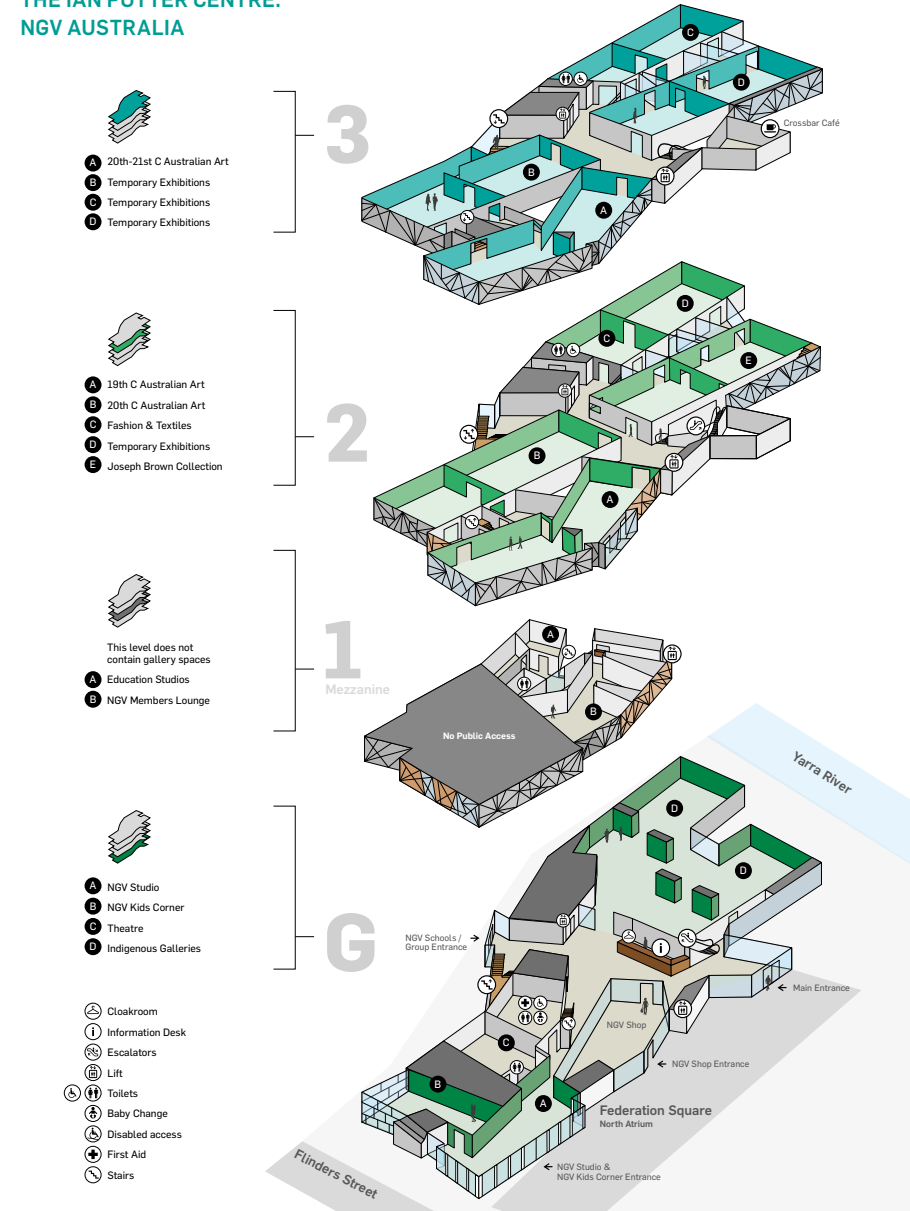 THE IAN POTTER CENTRE:
NGV AUSTRALIA
3
A 20th-21st C Australian Art
B Temporary Exhibitions
C Temporary Exhibitions
D Temporary Exhibitions
C
D
Crossbar Café
B
A
2
A 19th C Australian Art
B 20th C Australian Art
C Fashion & Textiles
D Temporary Exhibitions
E Joseph Brown Collection
D
C
E
B
A
1
Mezzanine
This level does not
contain gallery spaces
A Education Studios
B NGV Members Lounge
A
B
No Public Access
G
A NGV Studio
B NGV Kids Corner
C Theatre
D Indigenous Galleries
Yarra River
D
D
NGV Schools /
Group Entrance
i
Main Entrance
NGV Shop
C
NGV Shop Entrance
B
A
Federation Square
North Atrium
NGV Studio &
NGV Kids Corner Entrance
Flinders Street
Cloakroom
i Information Desk
Escalators
Lift
Toilets
Baby Change
Disabled access
First Aid
Stairs